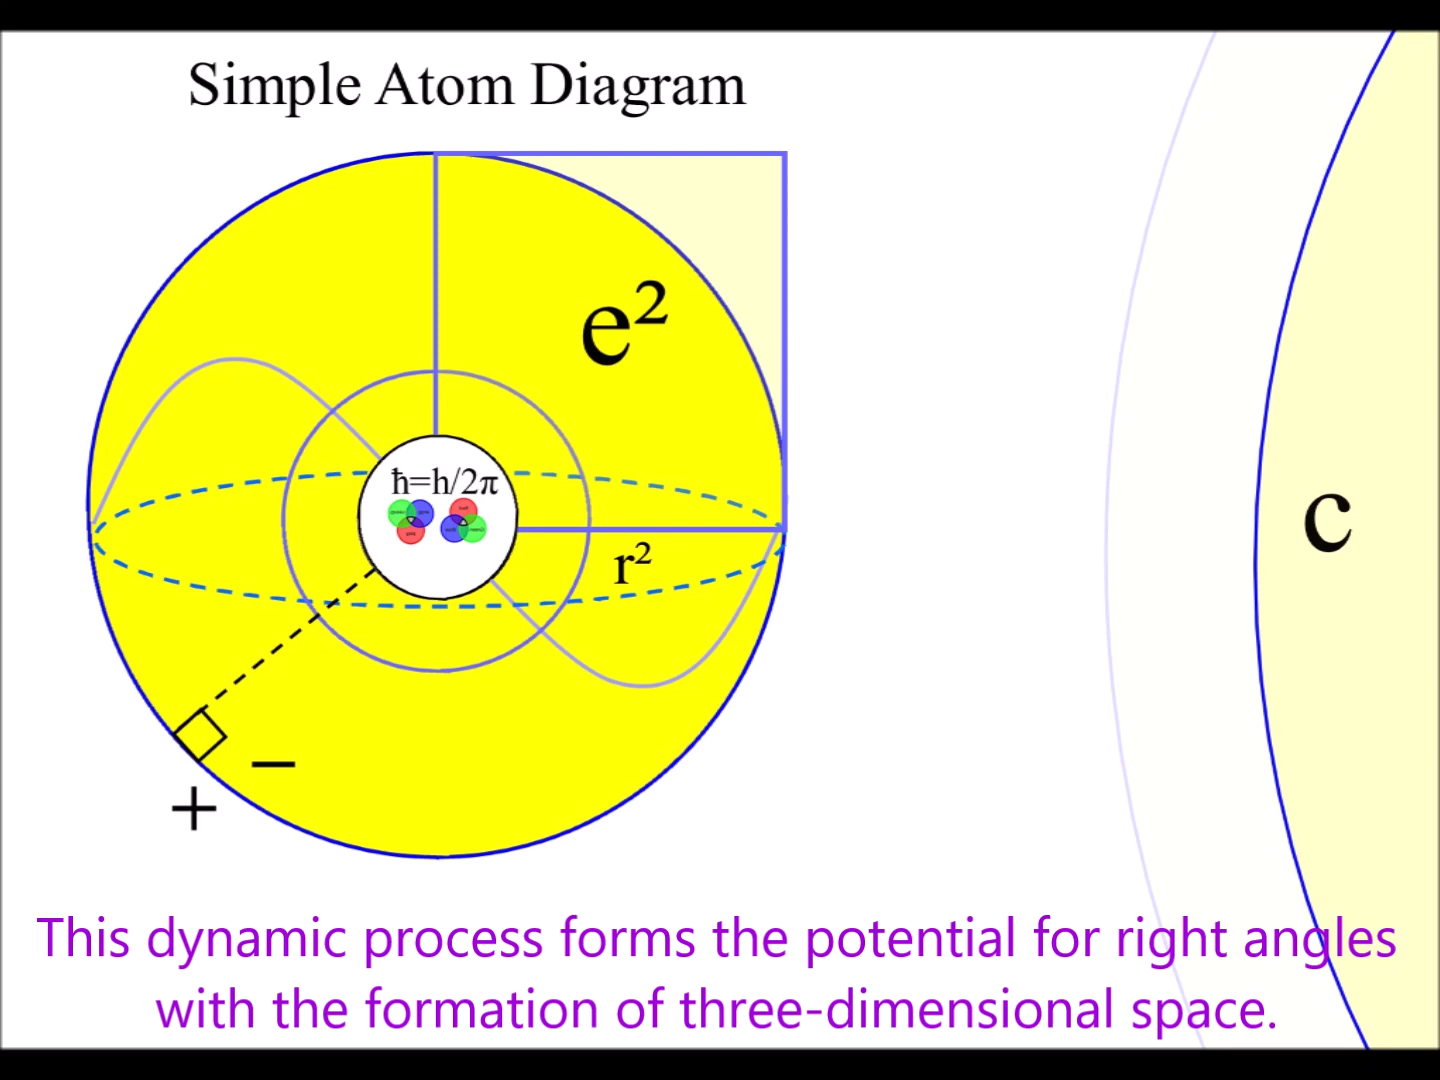 Simple Atom Diagram
e²
ħ=h/2π
r²
c
−
+
This dynamic process forms the potential for right angles
with the formation of three-dimensional space.